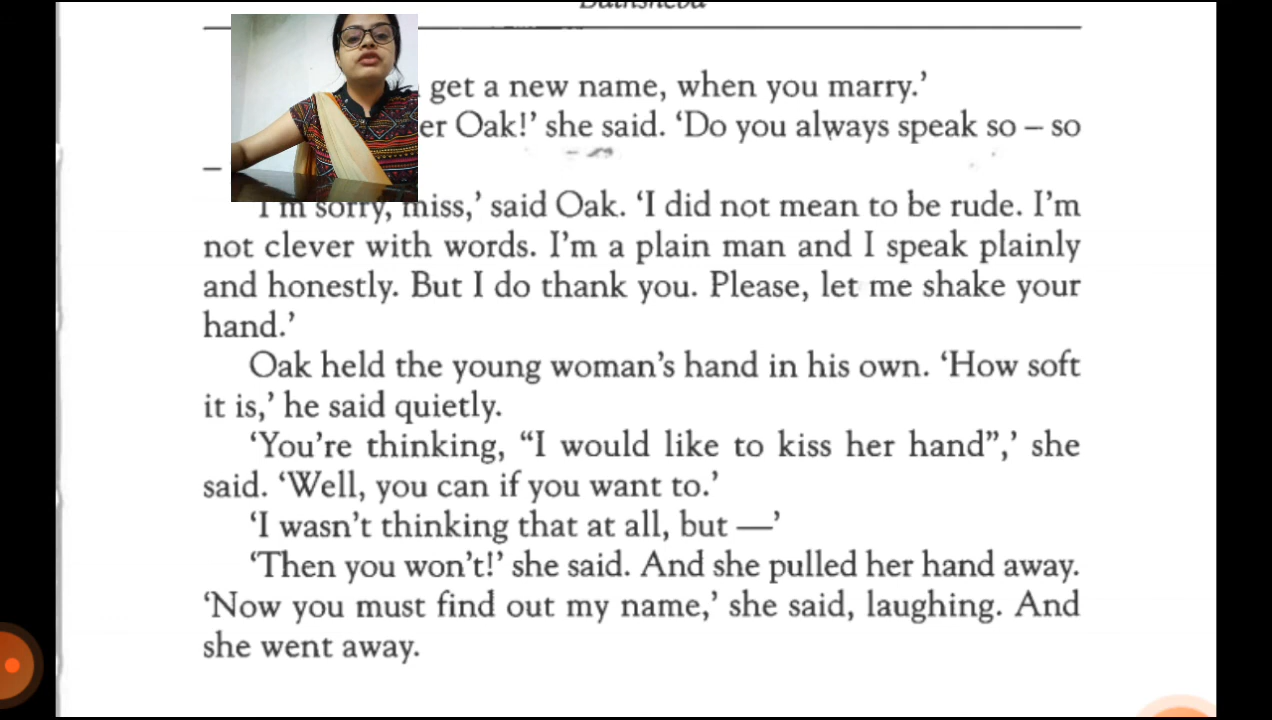 Bathsheba
get a new name, when you marry.’
er Oak!’ she said. ‘Do you always speak so – so
–
I’m sorry, miss,’ said Oak. ‘I did not mean to be rude. I’m
not clever with words. I’m a plain man and I speak plainly
and honestly. But I do thank you. Please, let me shake your
hand.’
Oak held the young woman’s hand in his own. ‘How soft
it is,’ he said quietly.
‘You’re thinking, “I would like to kiss her hand”,’ she
said. ‘Well, you can if you want to.’
‘I wasn’t thinking that at all, but —’
‘Then you won’t!’ she said. And she pulled her hand away.
‘Now you must find out my name,’ she said, laughing. And
she went away.